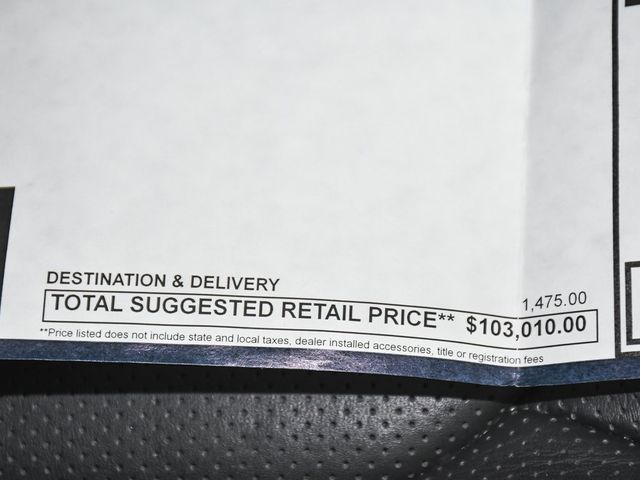 DESTINATION & DELIVERY 1,475.00
TOTAL SUGGESTED RETAIL PRICE** $103,010.00
**Price listed does not include state and local taxes, dealer installed accessories, title or registration fees